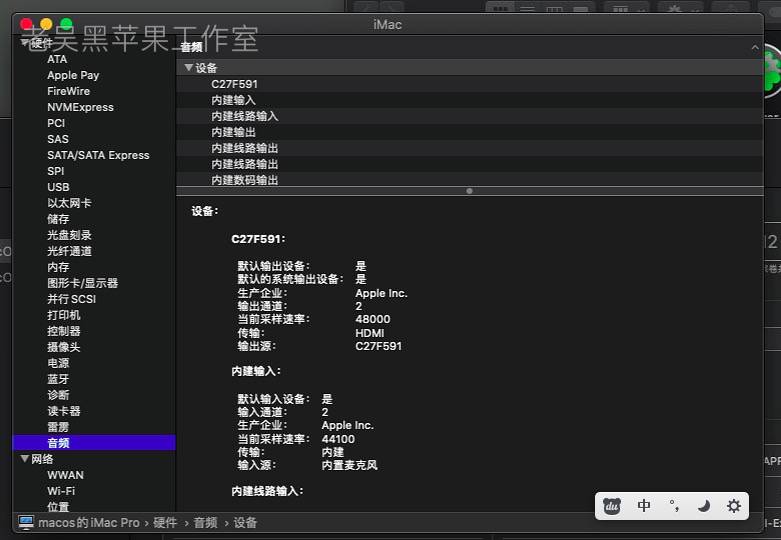 iMac
老吴黑苹果工作室
硬件
ATA
Apple Pay
FireWire
NVMExpress
PCI
SAS
SATA/SATA Express
SPI
USB
以太网卡
储存
光盘刻录
光纤通道
内存
图形卡/显示器
并行 SCSI
打印机
控制器
摄像头
电源
蓝牙
诊断
读卡器
雷雳
音频
网络
WWAN
Wi-Fi
位置
音频
设备
C27F591
内建输入
内建线路输入
内建输出
内建线路输出
内建线路输出
内建数码输出
设备：
C27F591：
默认输出设备： 是
默认的系统输出设备： 是
生产企业： Apple Inc.
输出通道： 2
当前采样速率： 48000
传输： HDMI
输出源： C27F591
内建输入：
默认输入设备： 是
输入通道： 2
生产企业： Apple Inc.
当前采样速率： 44100
传输： 内建
输入源： 内置麦克风
内建线路输入：
du 中 °，
macos的iMac Pro › 硬件 › 音频 › 设备